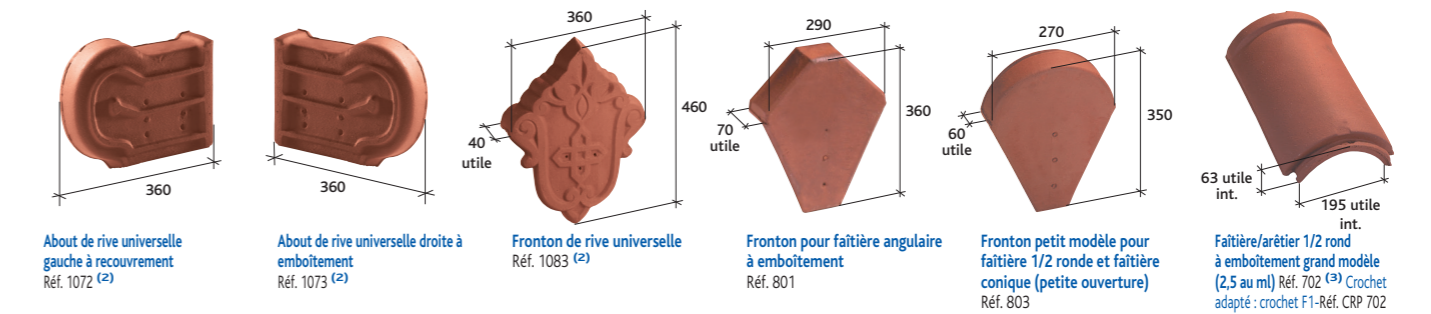 360
360
360
460
40
utile
290
360
70
utile
270
350
60
utile
63 utile
int.
195 utile
int.
About de rive universelle
gauche à recouvrement
Réf. 1072 (2)
About de rive universelle droite à
emboîtement
Réf. 1073 (2)
Fronton de rive universelle
Réf. 1083 (2)
Fronton pour faîtière angulaire
à emboîtement
Réf. 801
Fronton petit modèle pour
faîtière 1/2 ronde et faîtière
conique (petite ouverture)
Réf. 803
Faîtière/arêtier 1/2 rond
à emboîtement grand modèle
(2,5 au ml) Réf. 702 (3) Crochet
adapté : crochet F1-Réf. CRP 702